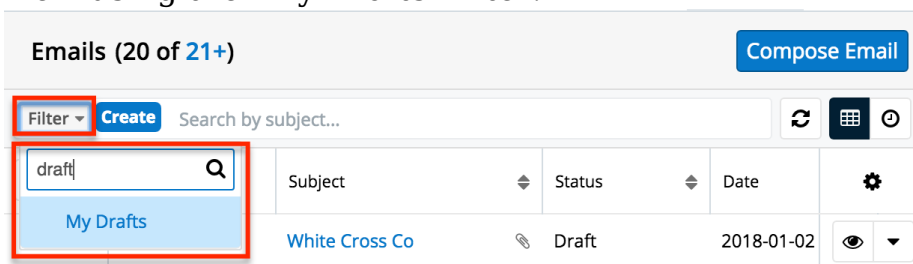 Emails (20 of 21+)
Compose Email
Filter Create Search by subject...
draft
Subject Status Date
My Drafts
White Cross Co Draft 2018-01-02